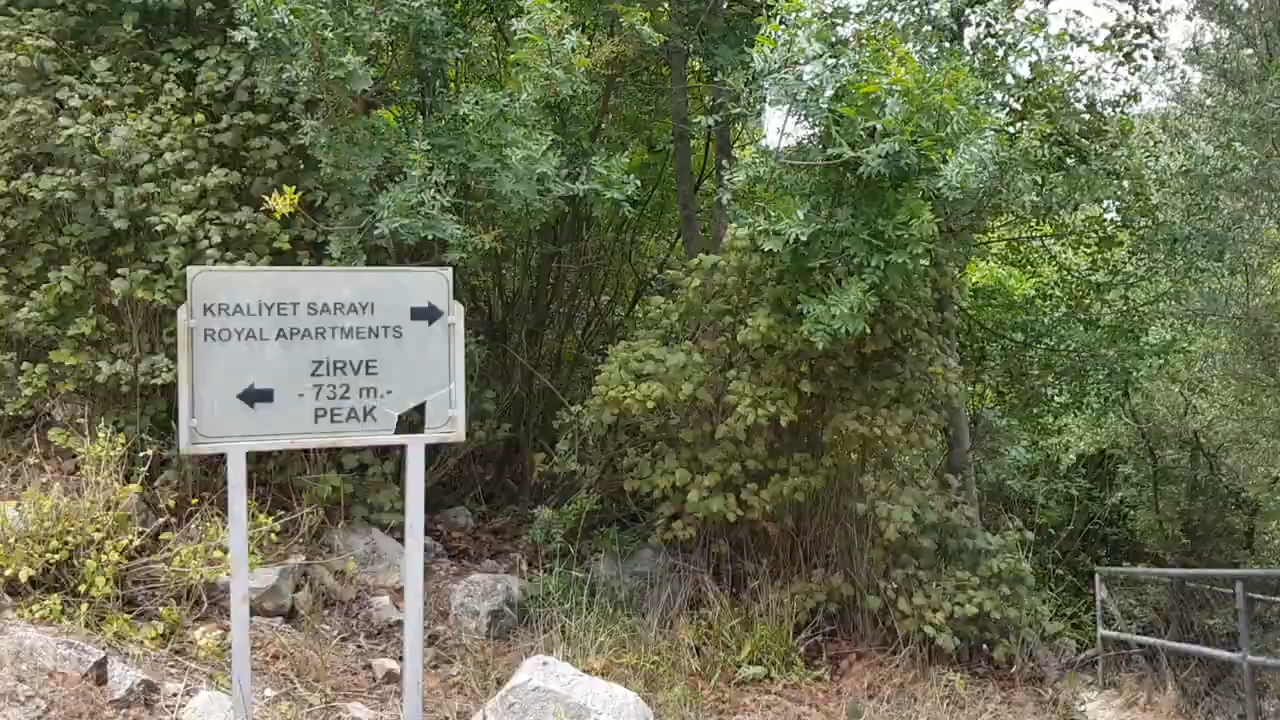 KRALİYET SARAYI
ROYAL APARTMENTS
ZİRVE
- 732 m.-
PEAK